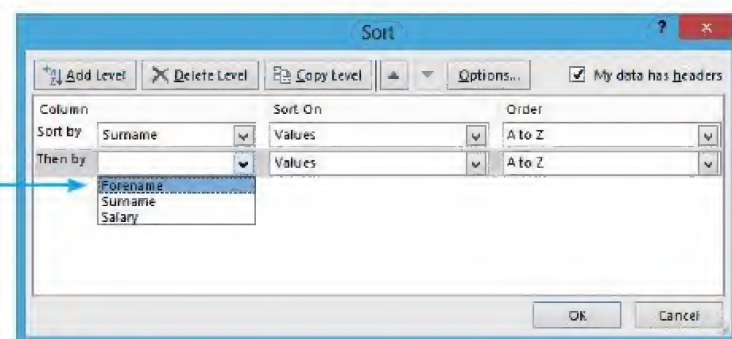 Sort ?
Add Level Delete Level Copy Level Options... My data has headers
Column Sort On Order
Sort by Surname Values A to Z
Then by Values A to Z
Forename
Surname
Salary
OK Cancel